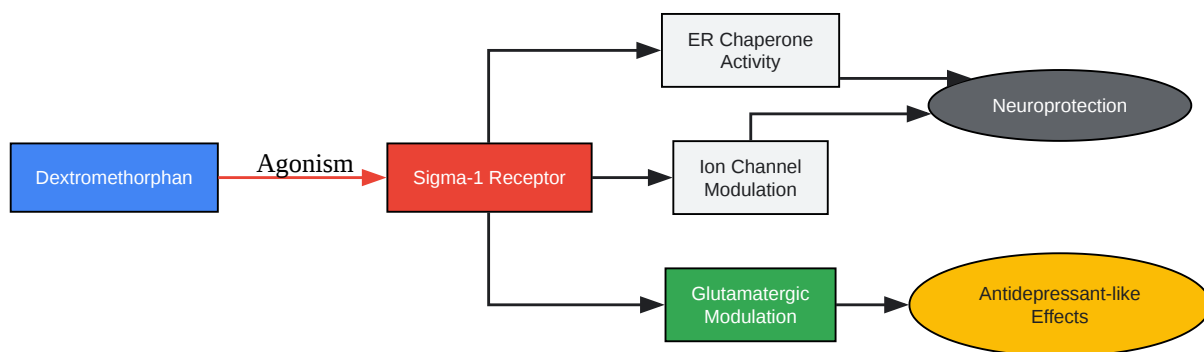 ER Chaperone
Activity
Neuroprotection
Dextromethorphan
Agonism
Sigma-1 Receptor
Ion Channel
Modulation
Glutamatergic
Modulation
Antidepressant-like
Effects